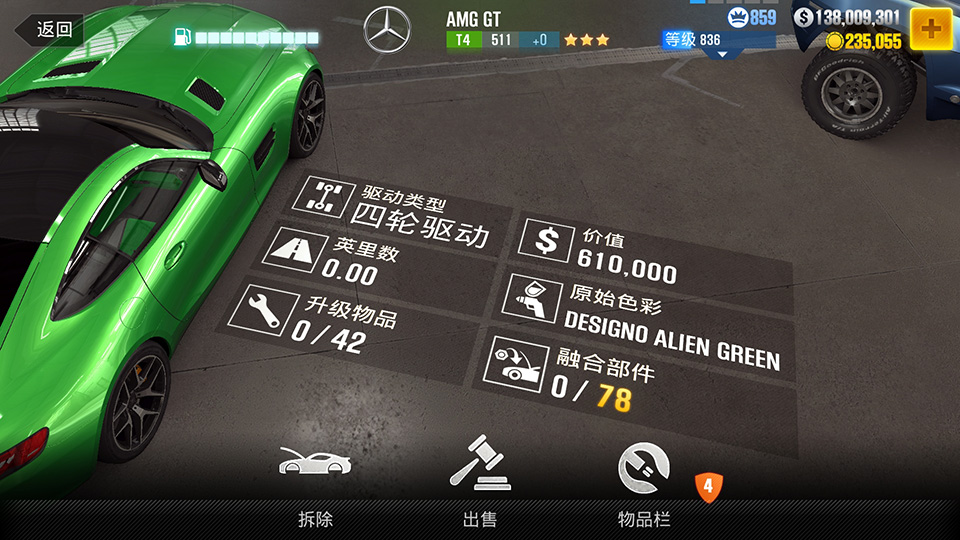 返回
AMG GT
T4 511 +0
等级 836
859
138,009,301
235,055
驱动类型
四轮驱动
英里数
0.00
升级物品
0/42
价值
610,000
原始色彩
DESIGNO ALIEN GREEN
融合部件
0/78
BFGoodrich
拆除
出售
物品栏
4